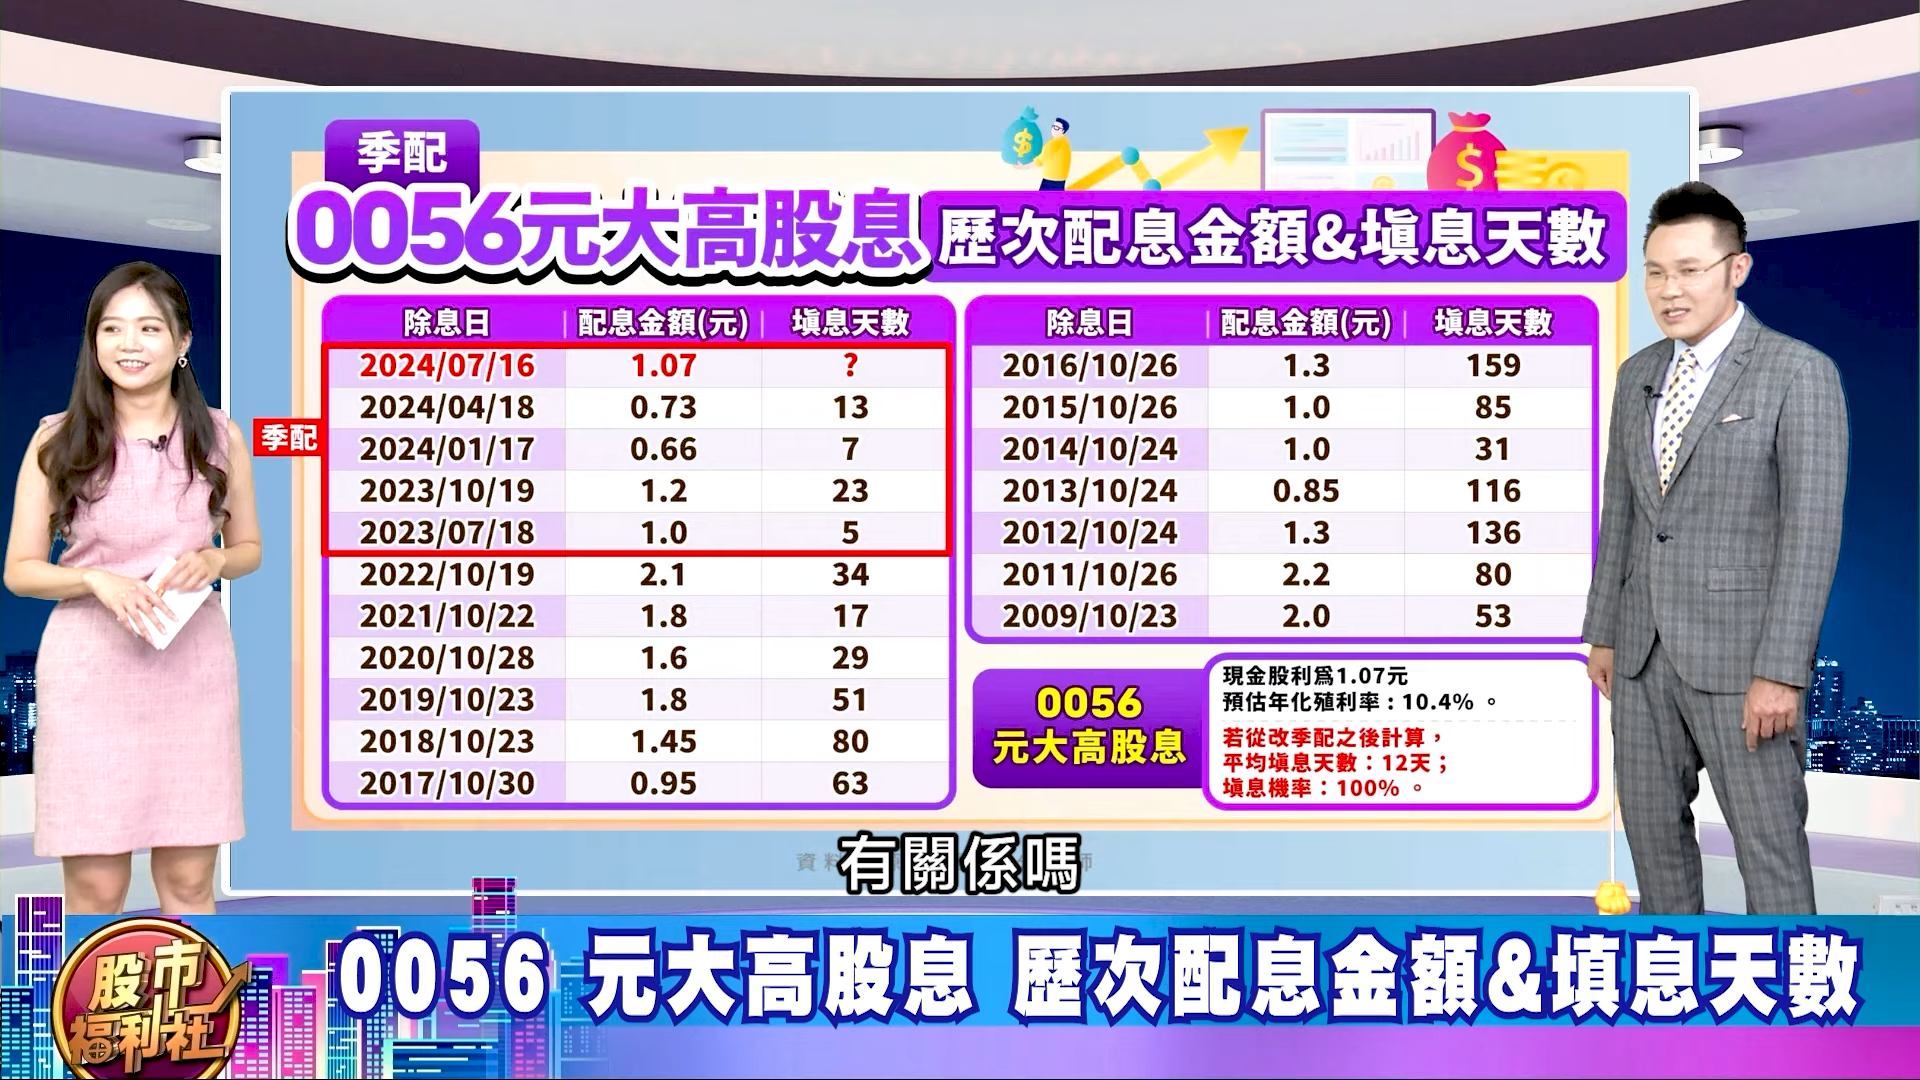 季配
0056元大高股息 歷次配息金額&填息天數
除息日 配息金額(元) 填息天數
2024/07/16 1.07 ?
2024/04/18 0.73 13
2024/01/17 0.66 7
2023/10/19 1.2 23
2023/07/18 1.0 5
2022/10/19 2.1 34
2021/10/22 1.8 17
2020/10/28 1.6 29
2019/10/23 1.8 51
2018/10/23 1.45 80
2017/10/30 0.95 63
季配
除息日 配息金額(元) 填息天數
2016/10/26 1.3 159
2015/10/26 1.0 85
2014/10/24 1.0 31
2013/10/24 0.85 116
2012/10/24 1.3 136
2011/10/26 2.2 80
2009/10/23 2.0 53
0056
元大高股息
現金股利為1.07元
預估年化殖利率：10.4%。
若從改季配之後計算，
平均填息天數：12天；
填息機率：100%。
資料
師
有關係嗎
0056 元大高股息 歷次配息金額&填息天數
股市
福利社